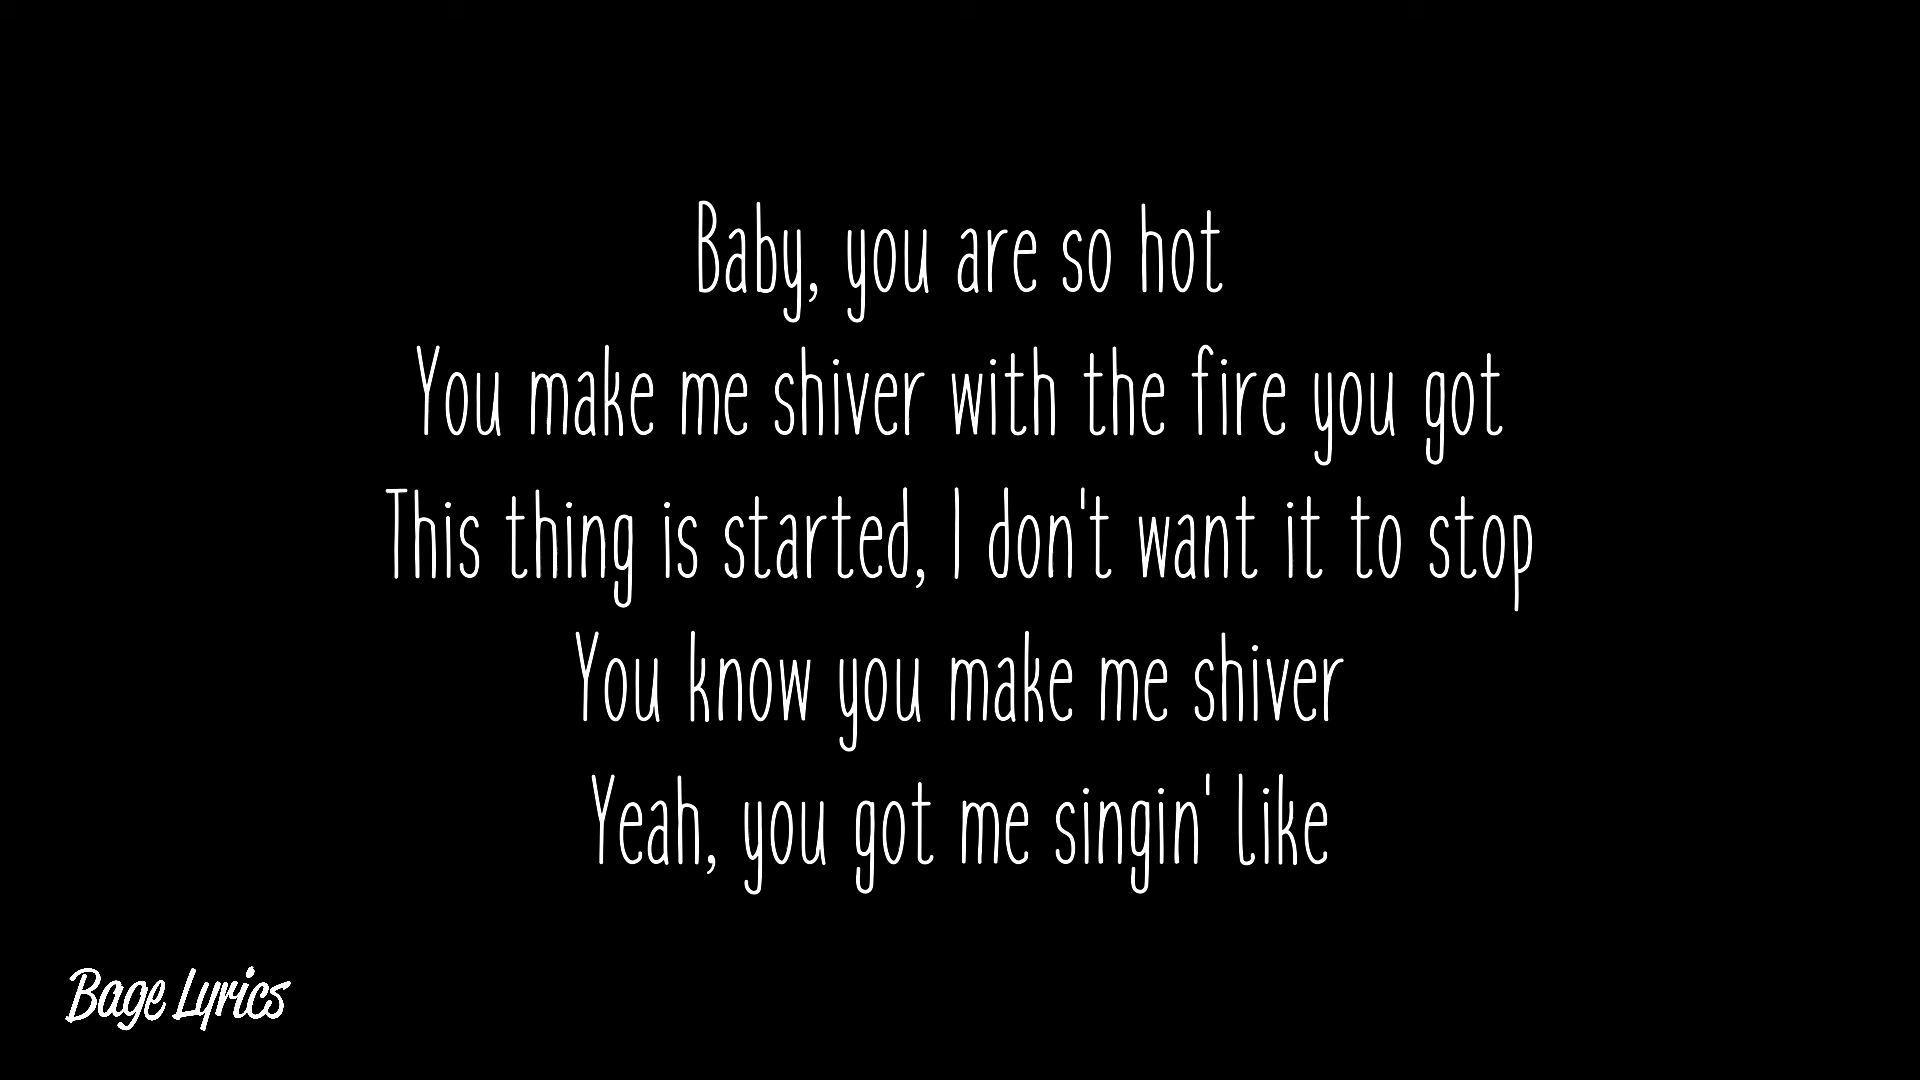 Baby, you are so hot
You make me shiver with the fire you got
This thing is started, I don't want it to stop
You know you make me shiver
Yeah, you got me singin' like
Bage Lyrics